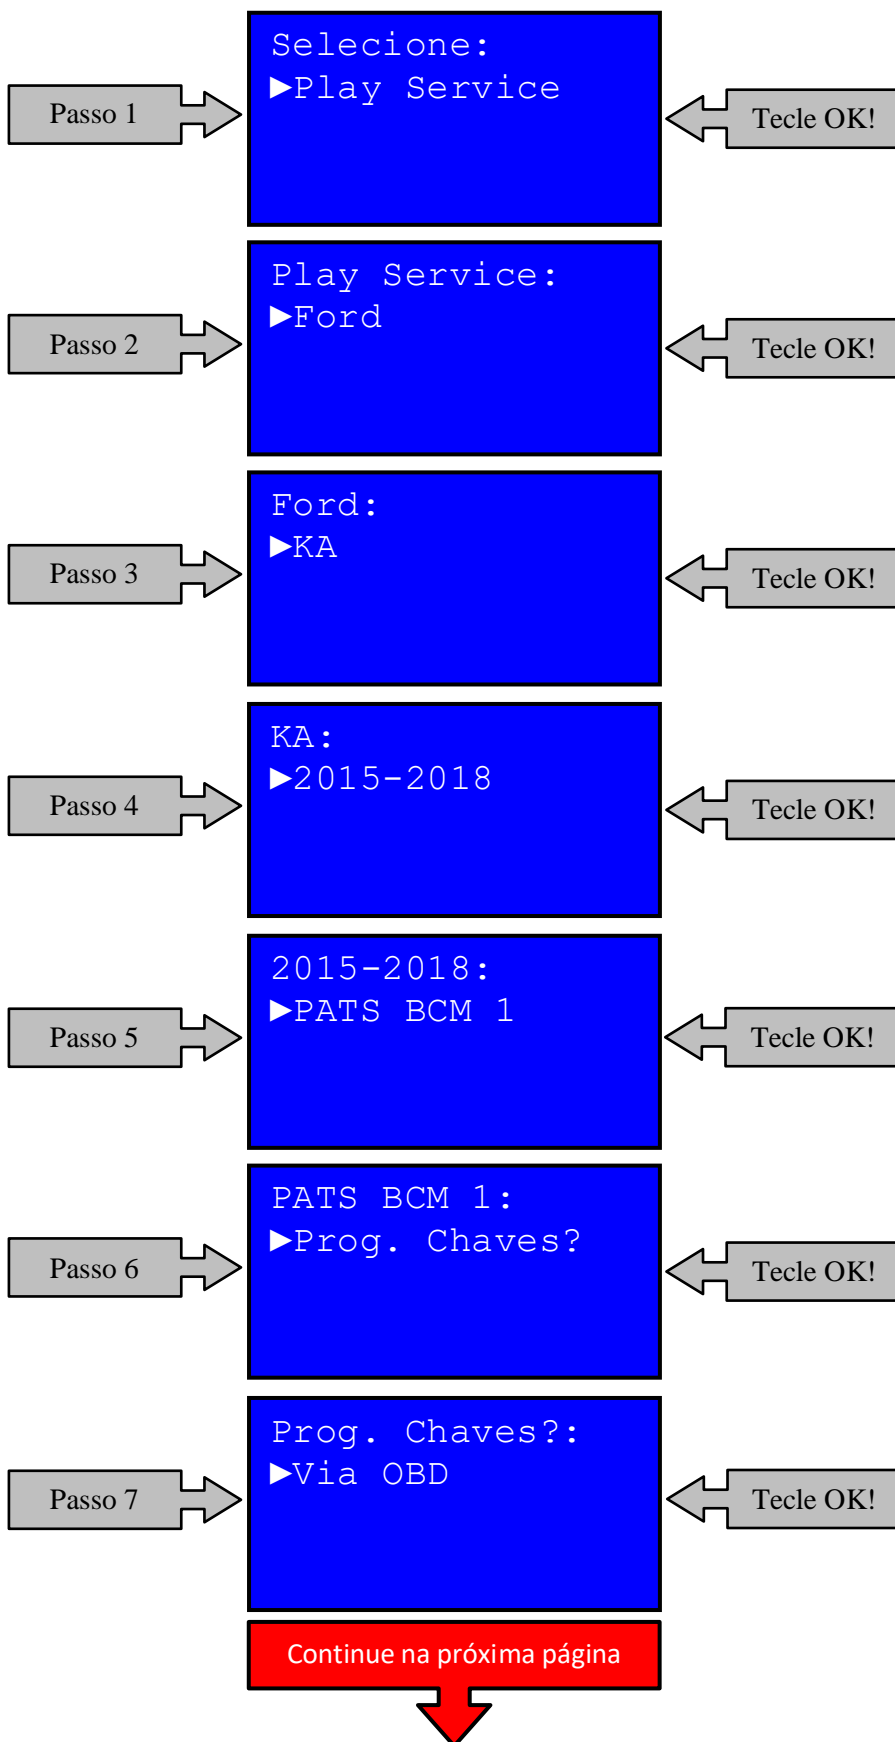 Selecione:
►Play Service
Passo 1
Tecle OK!
Play Service:
►Ford
Passo 2
Tecle OK!
Ford:
►KA
Passo 3
Tecle OK!
KA:
►2015-2018
Passo 4
Tecle OK!
2015-2018:
►PATS BCM 1
Passo 5
Tecle OK!
PATS BCM 1:
►Prog. Chaves?
Passo 6
Tecle OK!
Prog. Chaves?:
►Via OBD
Passo 7
Tecle OK!
Continue na próxima página